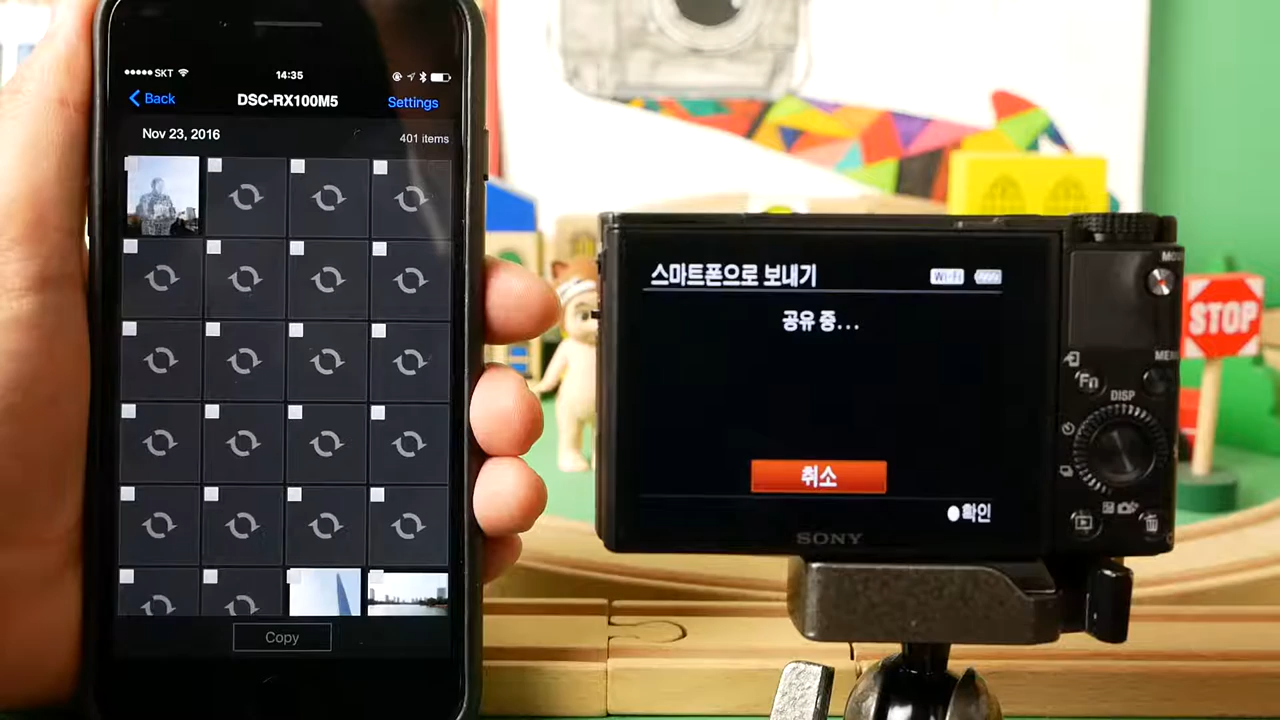 SKT 14:35
Back DSC-RX100M5 Settings
Nov 23, 2016 401 items
Copy
스마트폰으로 보내기 Wi-Fi
공유 중...
취소
확인
SONY
Fn
DISP
STOP